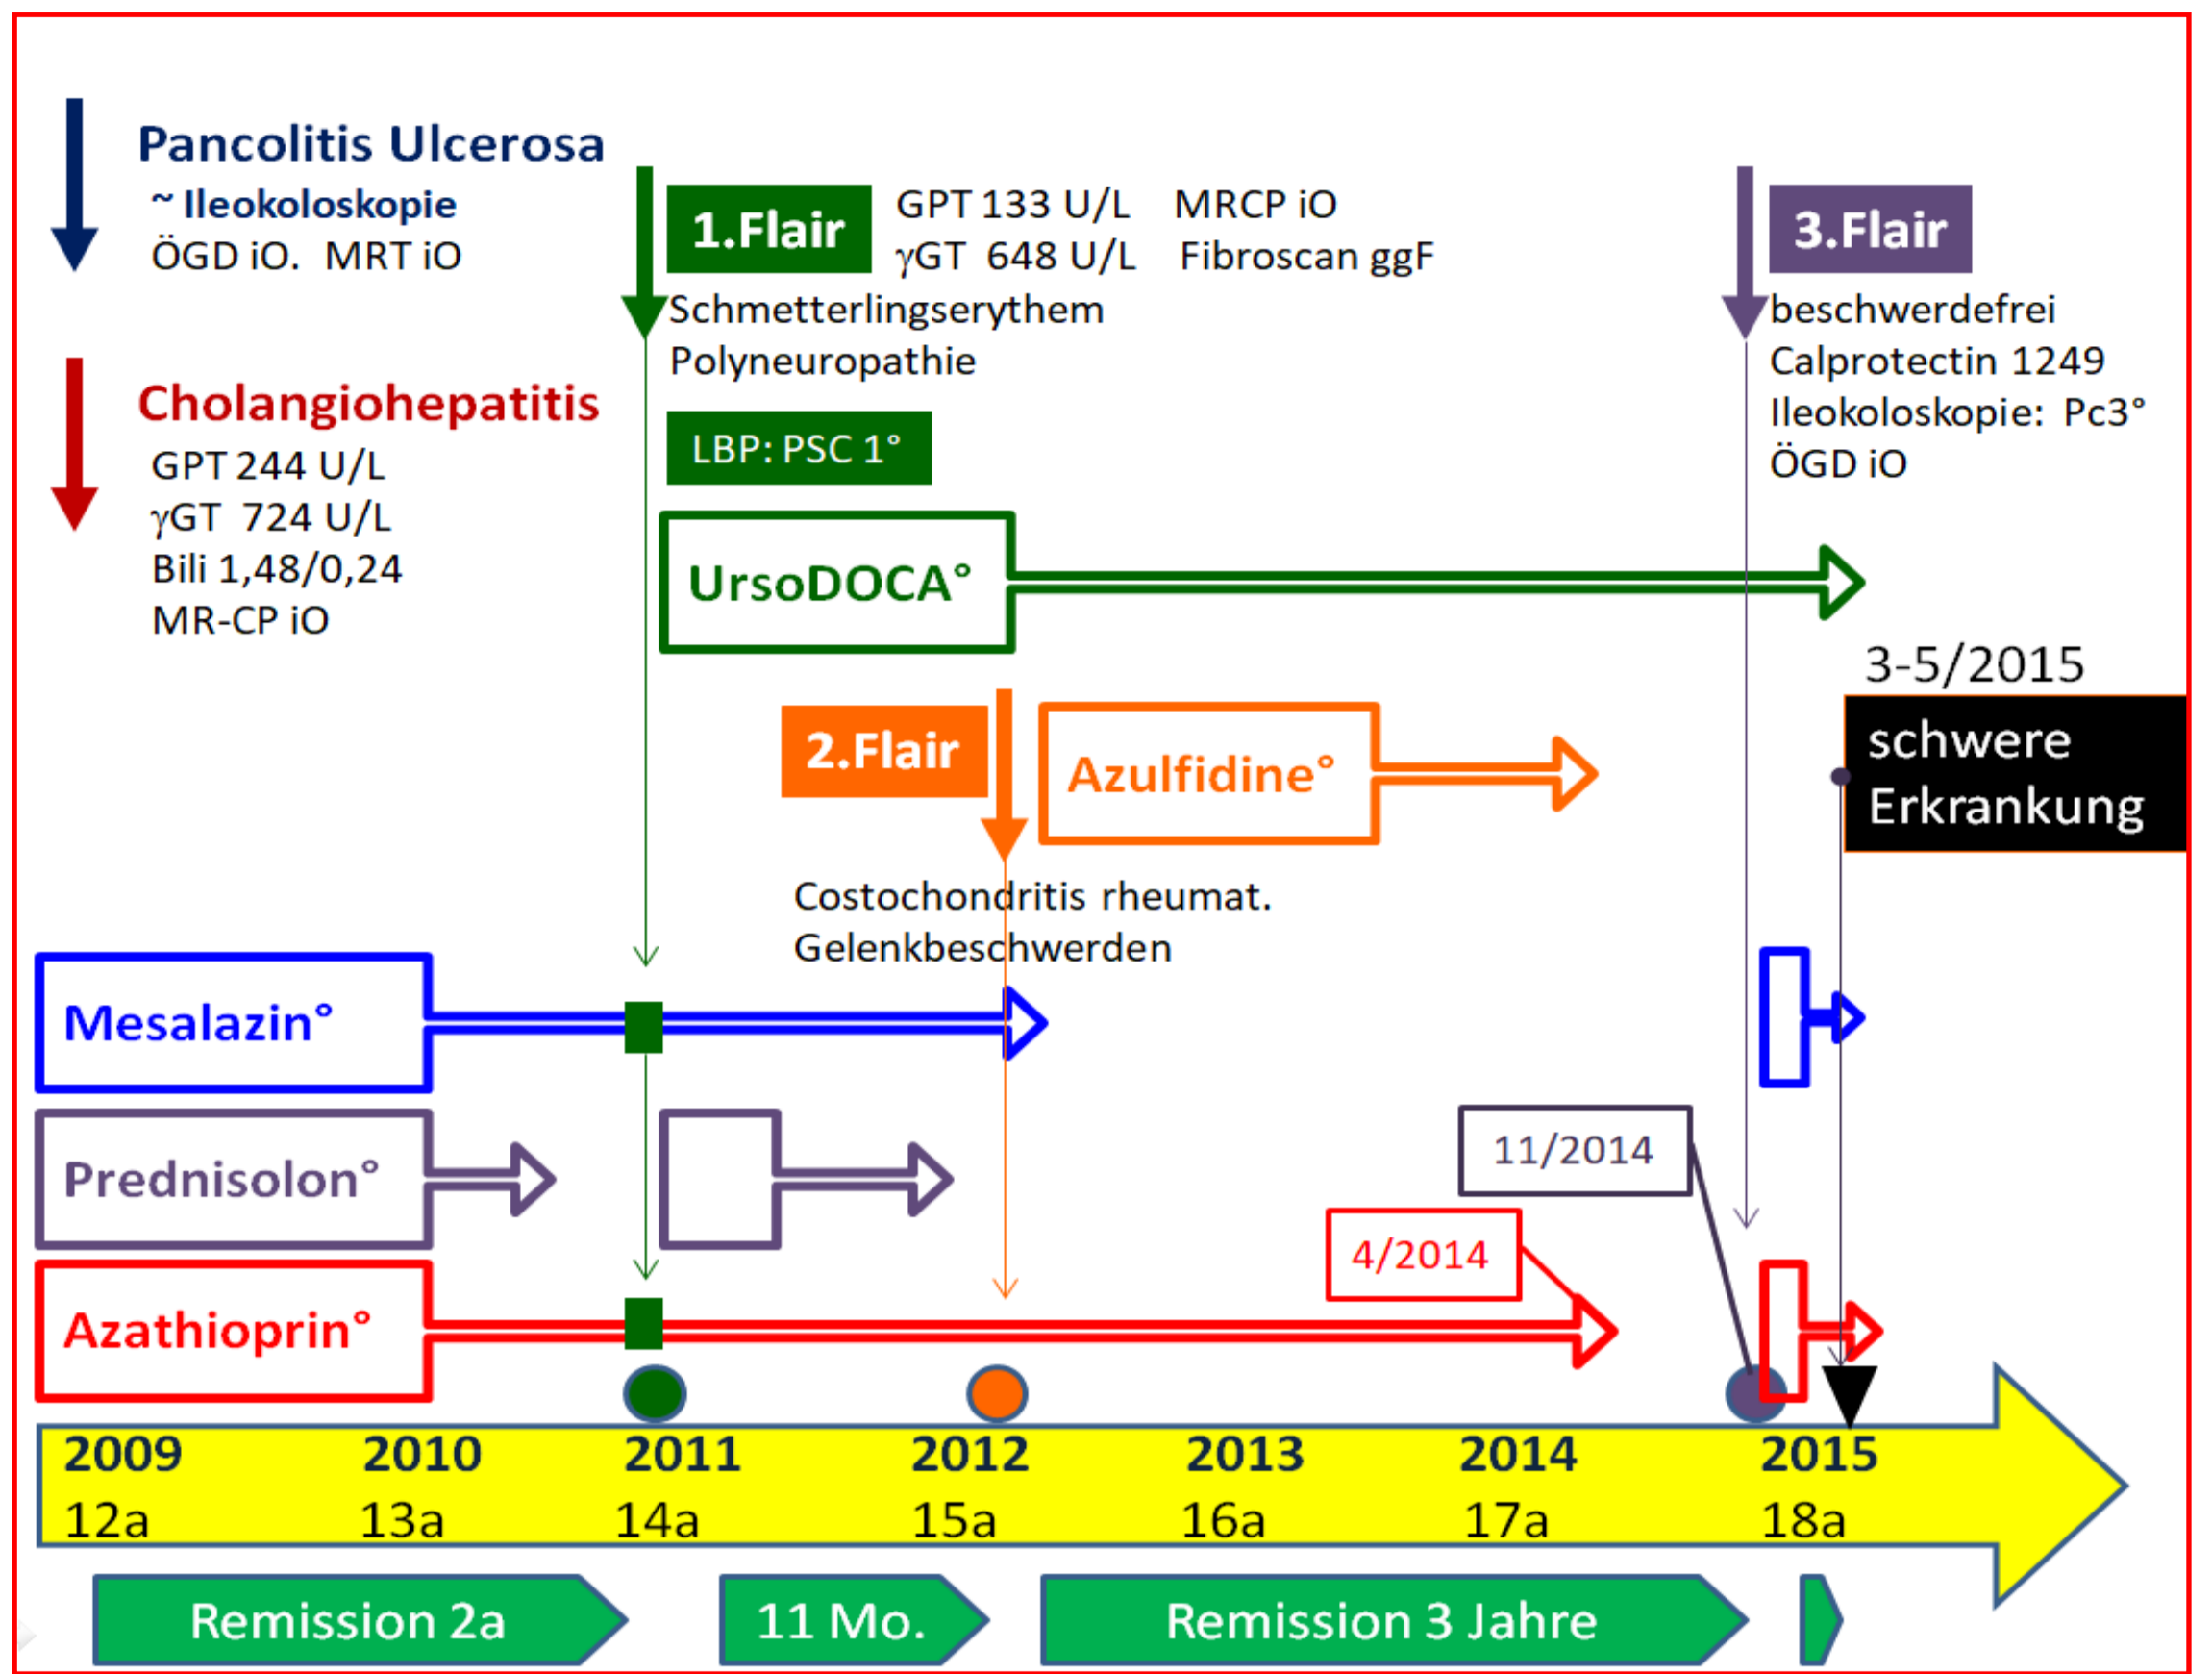 Pancolitis Ulcerosa
~ Ileokoloskopie
ÖGD iO. MRT iO
Cholangiohepatitis
GPT 244 U/L
γGT 724 U/L
Bili 1,48/0,24
MR-CP iO
1.Flair
GPT 133 U/L MRCP iO
γGT 648 U/L Fibroscan ggF
Schmetterlingserythem
Polyneuropathie
LBP: PSC 1°
UrsoDOCA°
3.Flair
beschwerdefrei
Calprotectin 1249
Ileokoloskopie: Pc3°
ÖGD iO
3-5/2015
schwere
Erkrankung
2.Flair
Azulfidine°
Costochondritis rheumat.
Gelenkbeschwerden
Mesalazin°
Prednisolon°
11/2014
4/2014
Azathioprin°
2009 2010 2011 2012 2013 2014 2015
12a 13a 14a 15a 16a 17a 18a
Remission 2a 11 Mo. Remission 3 Jahre